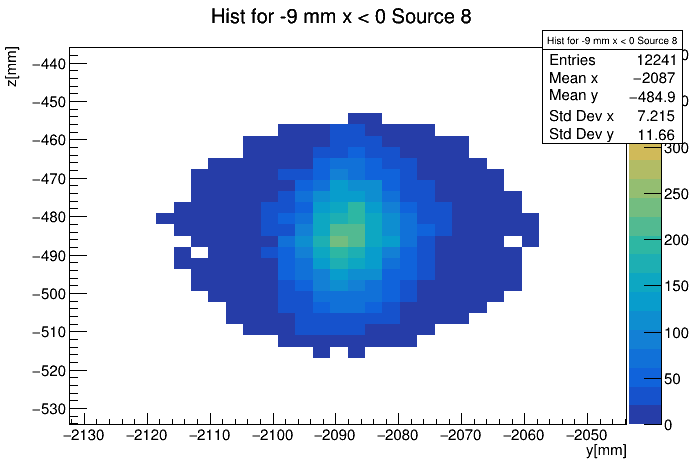 Hist for -9 mm x < 0 Source 8
z[mm]
−440
−450
−460
−470
−480
−490
−500
−510
−520
−530
−2130
−2120
−2110
−2100
−2090
−2080
−2070
−2060
−2050
y[mm]
Hist for -9 mm x < 0 Source 8
Entries 12241
Mean x −2087
Mean y −484.9
Std Dev x 7.215
Std Dev y 11.66
300
250
200
150
100
50
0